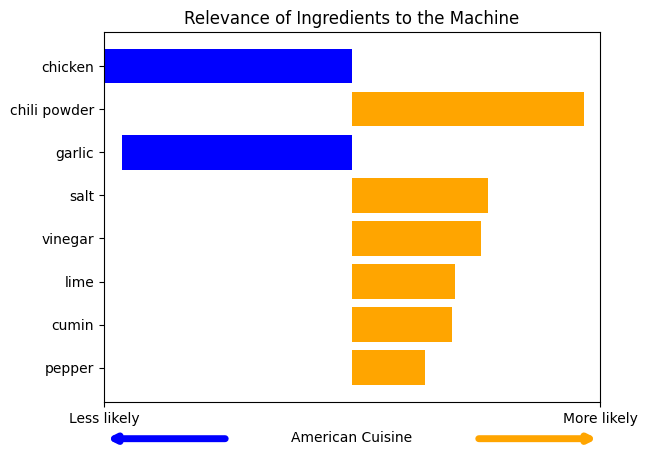 Relevance of Ingredients to the Machine
chicken
chili powder
garlic
salt
vinegar
lime
cumin
pepper
Less likely
More likely
American Cuisine